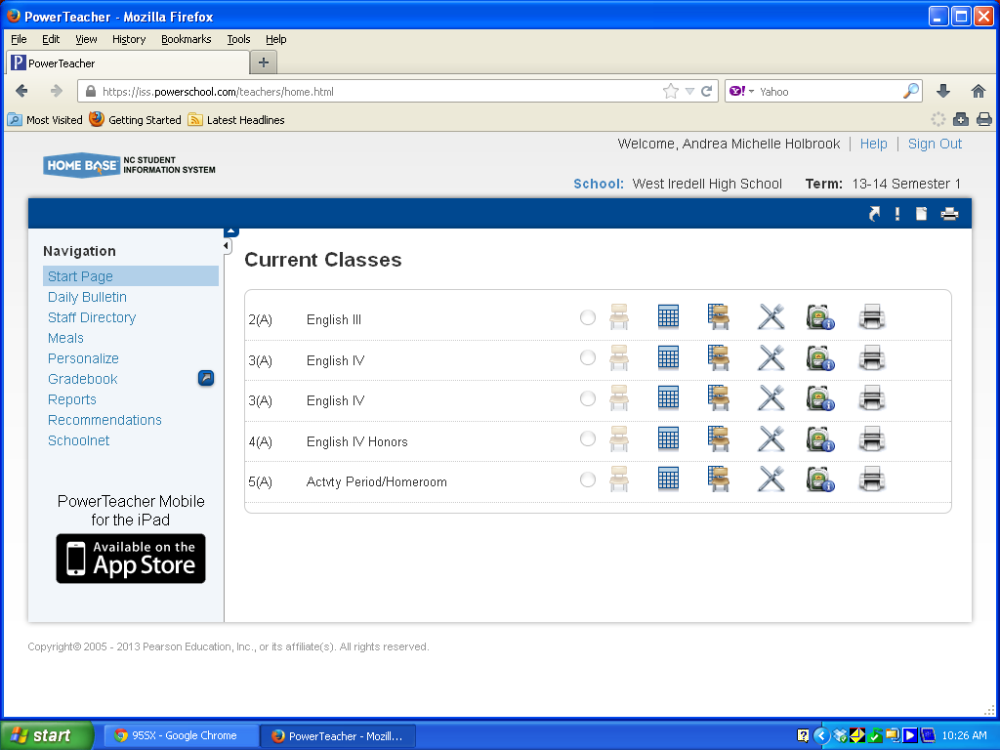 PowerTeacher - Mozilla Firefox
File Edit View History Bookmarks Tools Help
PowerTeacher
https://iss.powerschool.com/teachers/home.html
Yahoo
Most Visited Getting Started Latest Headlines
Welcome, Andrea Michelle Holbrook | Help | Sign Out
HOME BASE NC STUDENT
INFORMATION SYSTEM
School: West Iredell High School Term: 13-14 Semester 1
Navigation
Start Page
Daily Bulletin
Staff Directory
Meals
Personalize
Gradebook
Reports
Recommendations
Schoolnet
PowerTeacher Mobile
for the iPad
Available on the
App Store
Current Classes
2(A) English III
3(A) English IV
3(A) English IV
4(A) English IV Honors
5(A) Actvty Period/Homeroom
Copyright© 2005 - 2013 Pearson Education, Inc., or its affiliate(s). All rights reserved.
start 955X - Google Chrome PowerTeacher - Mozill... 10:26 AM